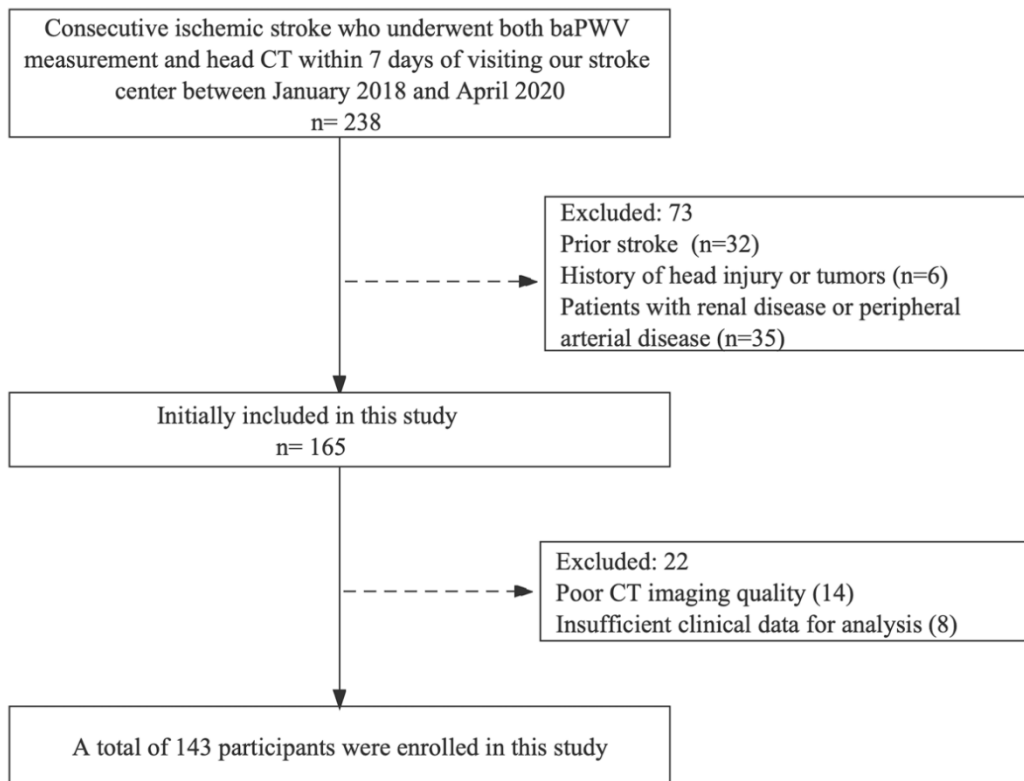 Consecutive ischemic stroke who underwent both baPWV
measurement and head CT within 7 days of visiting our stroke
center between January 2018 and April 2020
n= 238
Excluded: 73
Prior stroke (n=32)
History of head injury or tumors (n=6)
Patients with renal disease or peripheral
arterial disease (n=35)
Initially included in this study
n= 165
Excluded: 22
Poor CT imaging quality (14)
Insufficient clinical data for analysis (8)
A total of 143 participants were enrolled in this study